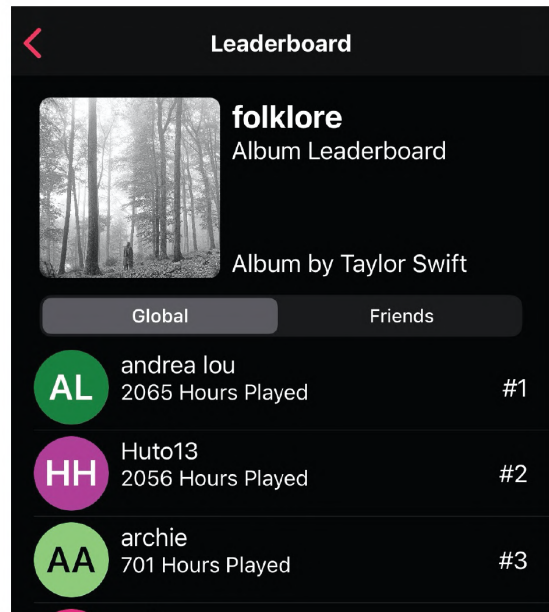 Leaderboard
folklore
Album Leaderboard
Album by Taylor Swift
Global Friends
AL
andrea lou
2065 Hours Played
#1
HH
Huto13
2056 Hours Played
#2
AA
archie
701 Hours Played
#3